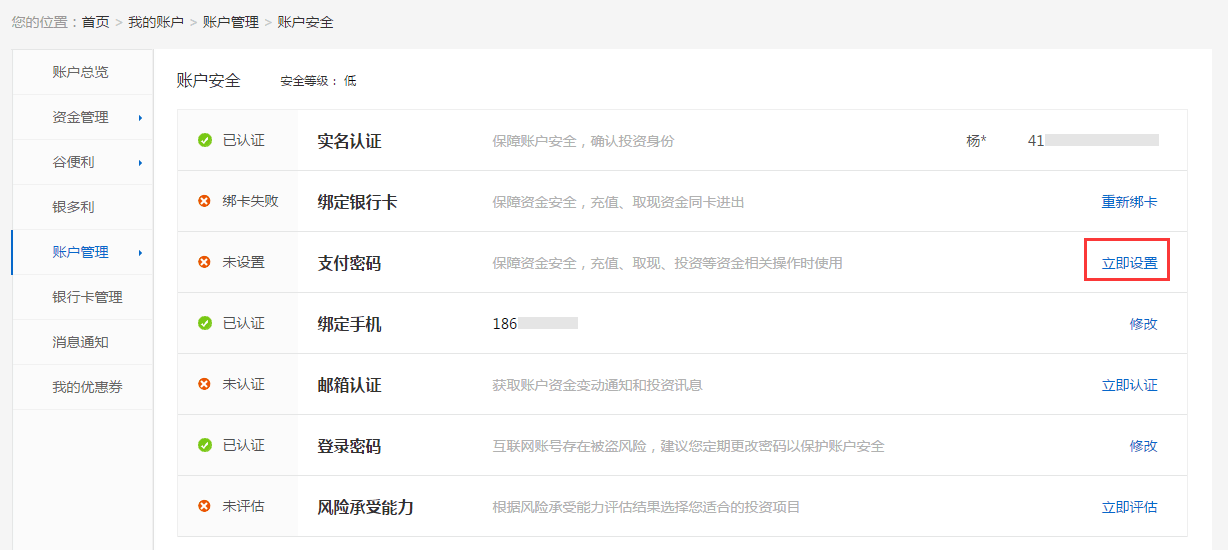 您的位置：首页 > 我的账户 > 账户管理 > 账户安全
账户总览
资金管理
谷便利
银多利
账户管理
银行卡管理
消息通知
我的优惠券
账户安全 安全等级： 低
已认证 实名认证 保障账户安全，确认投资身份 杨* 41
绑卡失败 绑定银行卡 保障资金安全，充值、取现资金同卡进出 重新绑卡
未设置 支付密码 保障资金安全，充值、取现、投资等资金相关操作时使用 立即设置
已认证 绑定手机 186 修改
未认证 邮箱认证 获取账户资金变动通知和投资讯息 立即认证
已认证 登录密码 互联网账号存在被盗风险，建议您定期更改密码以保护账户安全 修改
未评估 风险承受能力 根据风险承受能力评估结果选择您适合的投资项目 立即评估